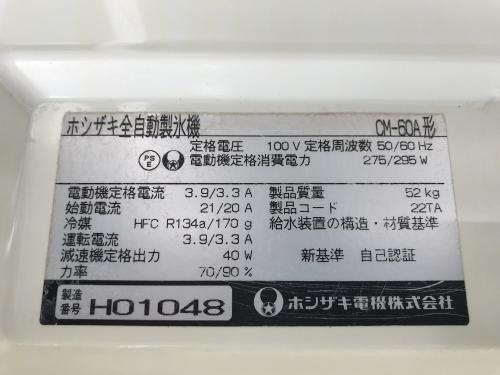 ホシザキ全自動製氷機 CM-60A形
定格電圧 100 V 定格周波数 50/60 Hz
PS E 電動機定格消費電力 275/295 W
電動機定格電流 3.9/3.3 A 製品質量 52 kg
始動電流 21/20 A 製品コード 22TA
冷媒 HFC R134a/170 g 給水装置の構造・材質基準
運転電流 3.9/3.3 A
減速機定格出力 40 W 新基準 自己認証
力率 70/90 %
製造番号 H01048 ホシザキ電機株式会社